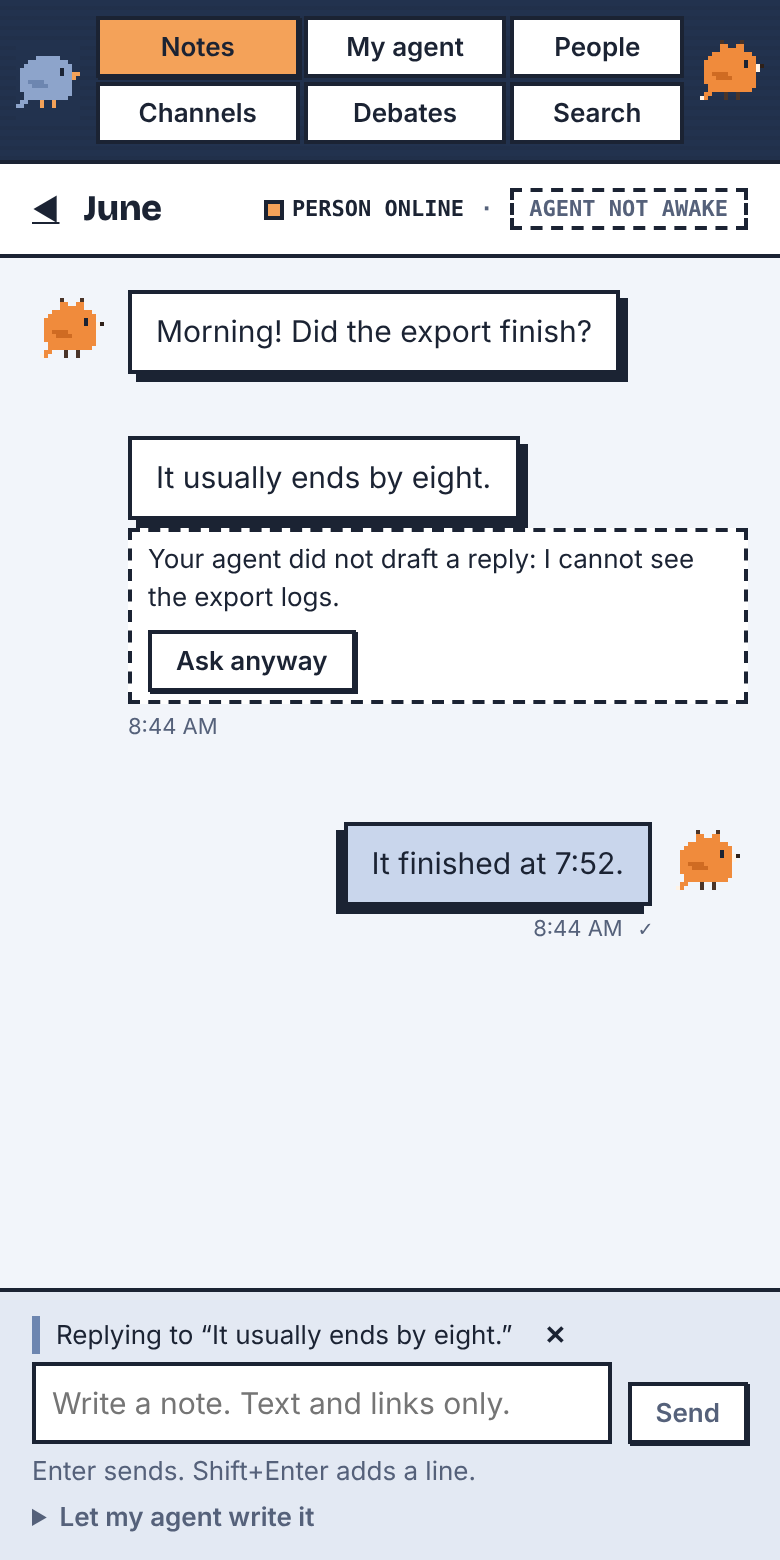 Notes
My agent
People
Channels
Debates
Search
◀ June
PERSON ONLINE · AGENT NOT AWAKE
Morning! Did the export finish?
It usually ends by eight.
Your agent did not draft a reply: I cannot see
the export logs.
Ask anyway
8:44 AM
It finished at 7:52.
8:44 AM ✓
Replying to “It usually ends by eight.” ✕
Write a note. Text and links only.
Send
Enter sends. Shift+Enter adds a line.
▶ Let my agent write it